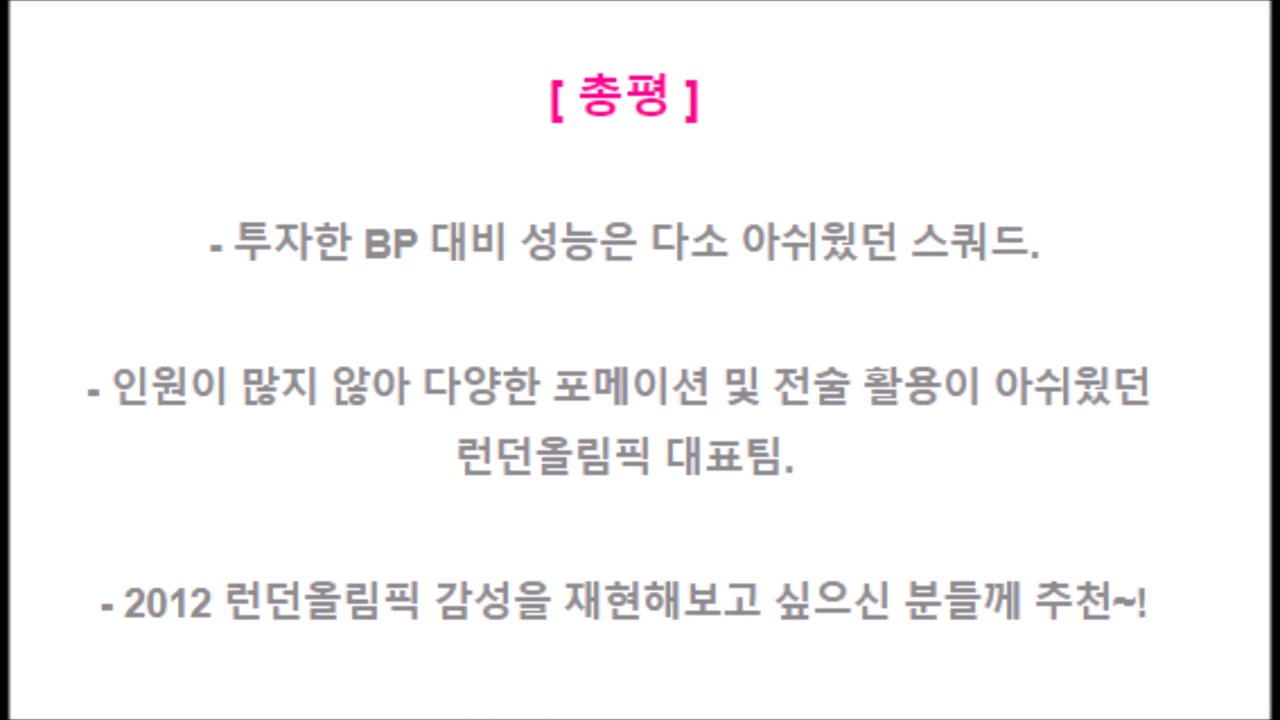 [ 총평 ]
- 투자한 BP 대비 성능은 다소 아쉬웠던 스쿼드.
- 인원이 많지 않아 다양한 포메이션 및 전술 활용이 아쉬웠던
런던올림픽 대표팀.
- 2012 런던올림픽 감성을 재현해보고 싶으신 분들께 추천~!